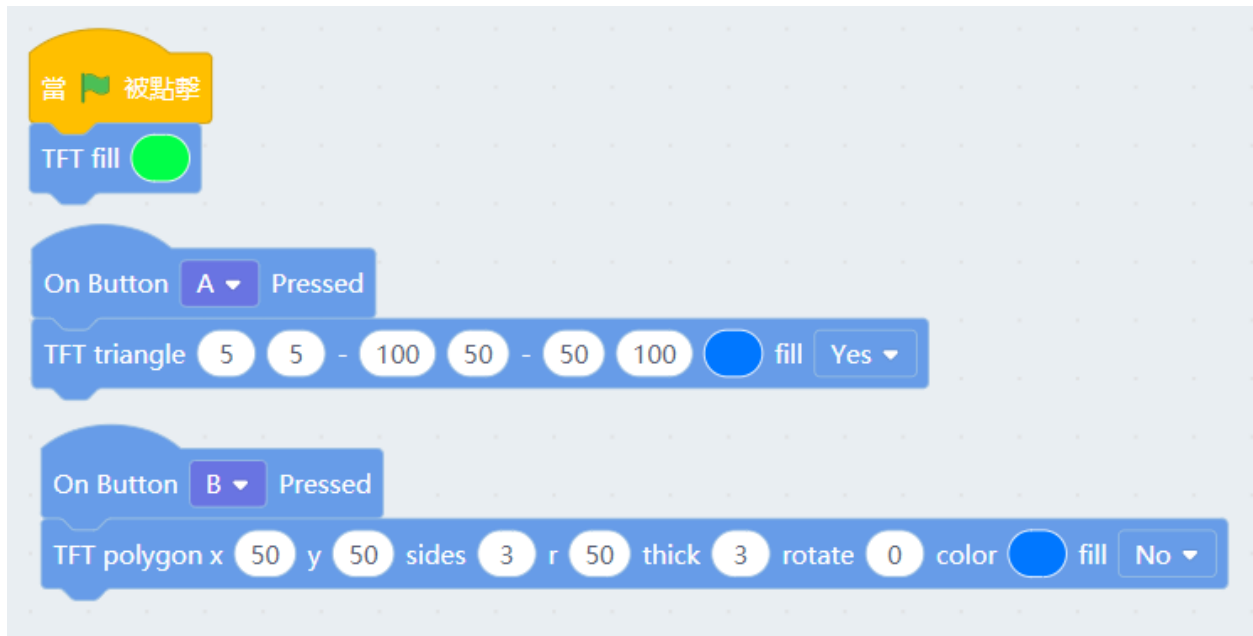 當 被點擊
TFT fill
On Button A Pressed
TFT triangle 5 5 - 100 50 - 50 100 fill Yes
On Button B Pressed
TFT polygon x 50 y 50 sides 3 r 50 thick 3 rotate 0 color fill No